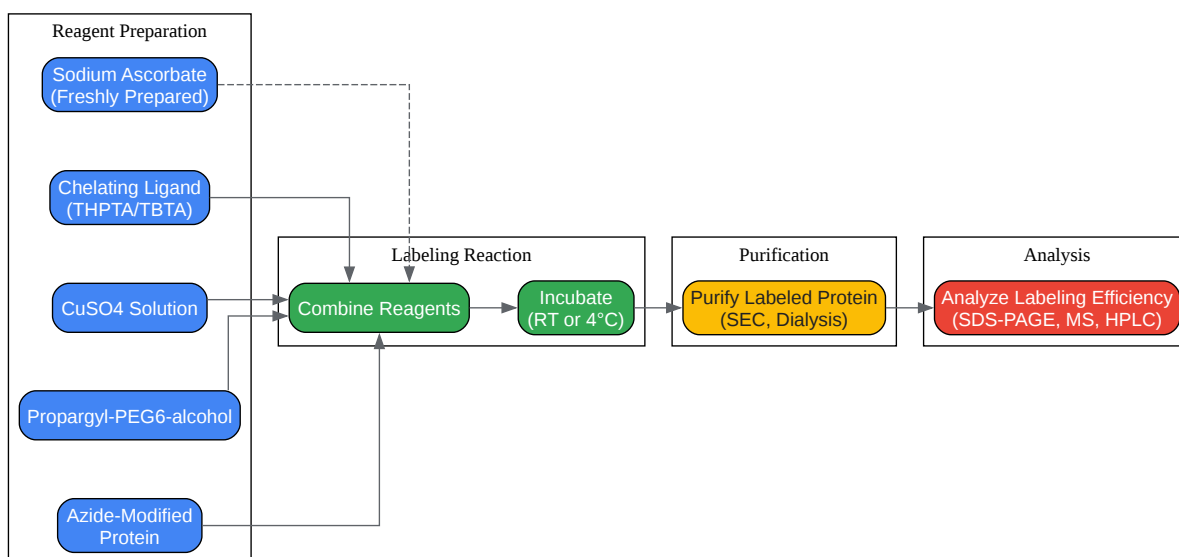 Reagent Preparation
Sodium Ascorbate
(Freshly Prepared)
Chelating Ligand
(THPTA/TBTA)
CuSO4 Solution
Propargyl-PEG6-alcohol
Azide-Modified
Protein
Labeling Reaction
Combine Reagents
Incubate
(RT or 4°C)
Purification
Purify Labeled Protein
(SEC, Dialysis)
Analysis
Analyze Labeling Efficiency
(SDS-PAGE, MS, HPLC)